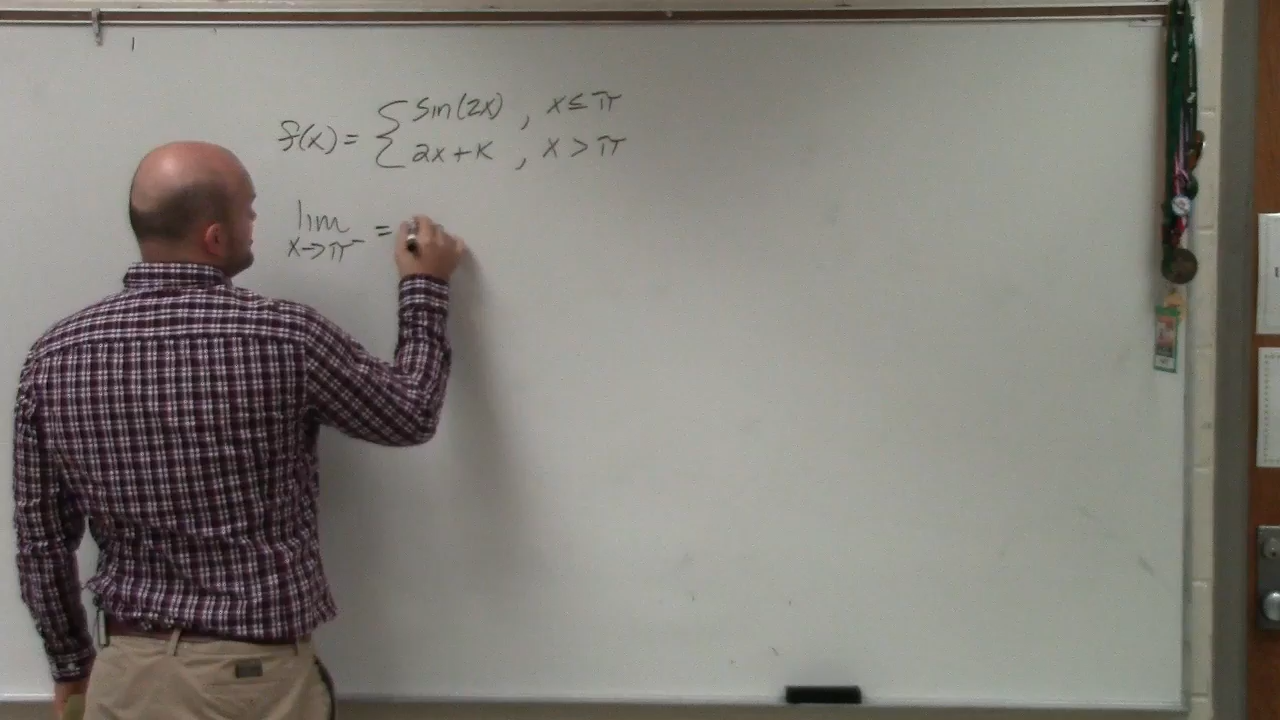 f(x) = { sin(2x) , x ≤ π
2x + k , x > π
lim =
x→π⁻